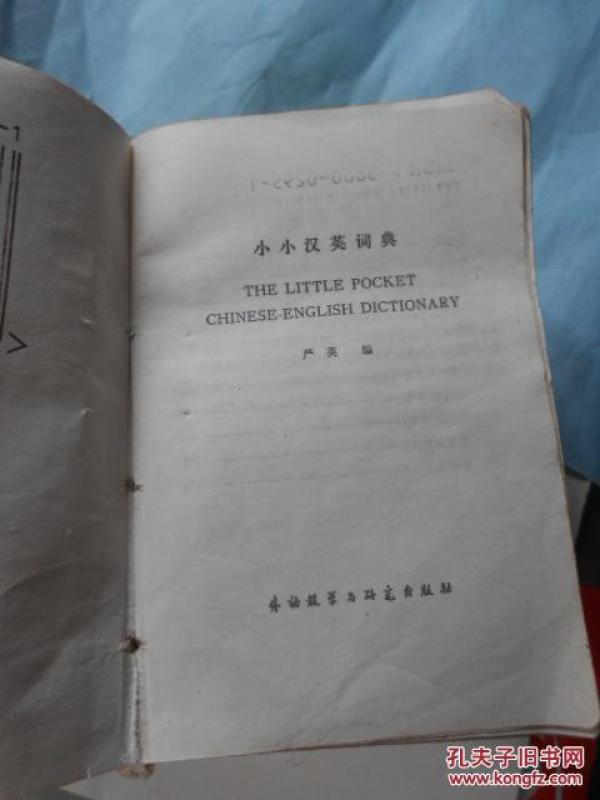 小小汉英词典
THE LITTLE POCKET
CHINESE-ENGLISH DICTIONARY
严英 编
外语教学与研究出版社
孔夫子旧书网
www.kongfz.com